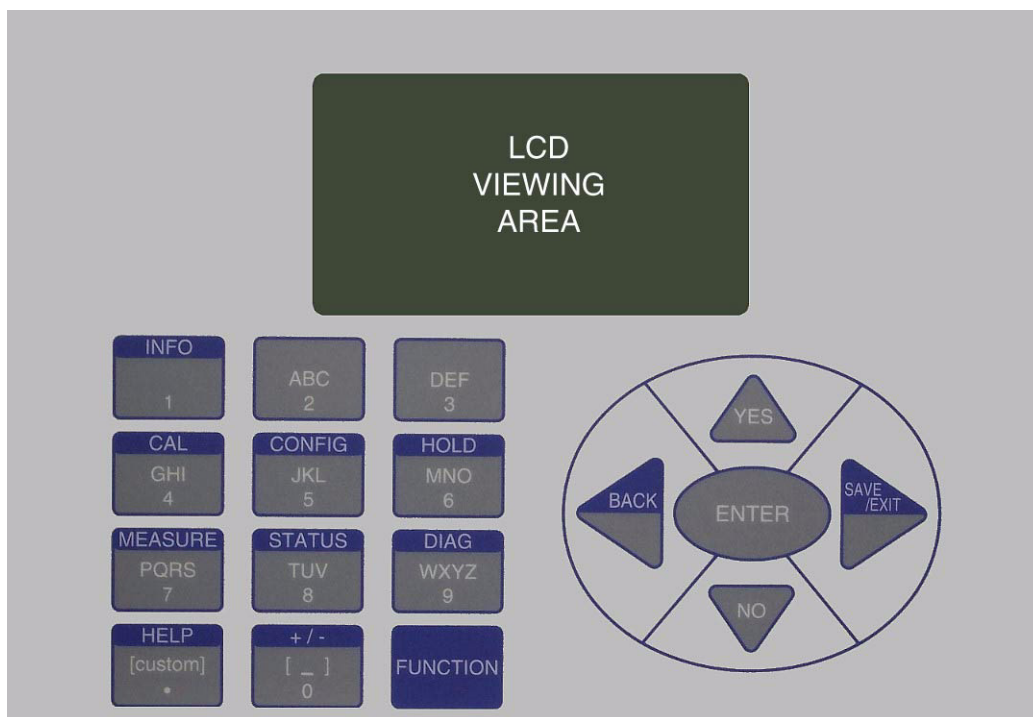 LCD
VIEWING
AREA
INFO
1
ABC
2
DEF
3
CAL
GHI
4
CONFIG
JKL
5
HOLD
MNO
6
MEASURE
PQRS
7
STATUS
TUV
8
DIAG
WXYZ
9
HELP
[custom]
•
+ / -
[ _ ]
0
FUNCTION
YES
BACK
ENTER
SAVE
/EXIT
NO